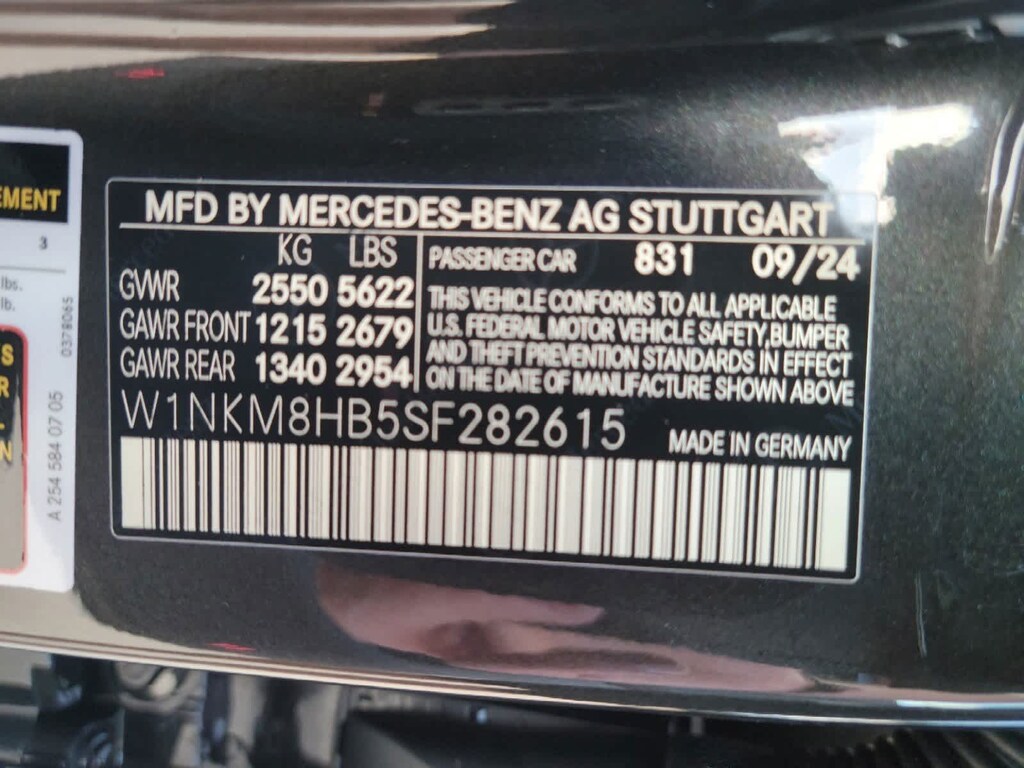 EMENT
3
lbs.
lb.
S
R
N
0378065
A 254 584 07 05
MFD BY MERCEDES-BENZ AG STUTTGART
KG LBS
GVWR 2550 5622
GAWR FRONT 1215 2679
GAWR REAR 1340 2954
PASSENGER CAR 831 09/24
THIS VEHICLE CONFORMS TO ALL APPLICABLE
U.S. FEDERAL MOTOR VEHICLE SAFETY,BUMPER
AND THEFT PREVENTION STANDARDS IN EFFECT
ON THE DATE OF MANUFACTURE SHOWN ABOVE
W1NKM8HB5SF282615
MADE IN GERMANY